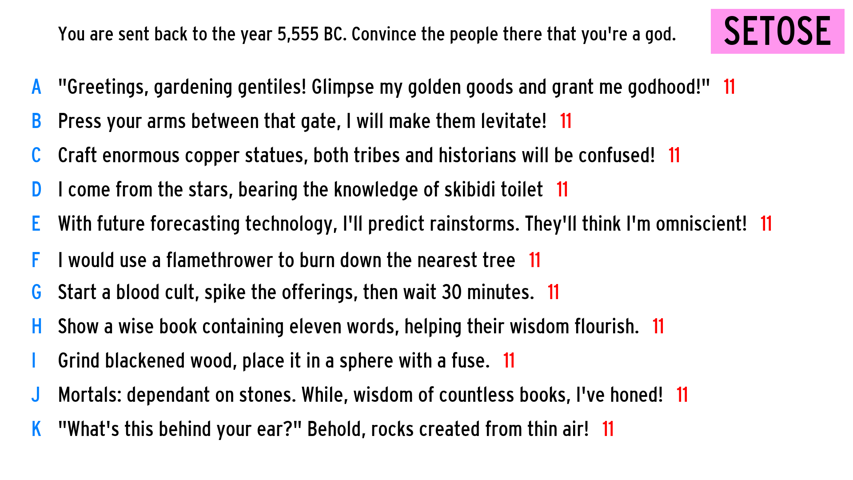 You are sent back to the year 5,555 BC. Convince the people there that you're a god. SETOSE
A "Greetings, gardening gentiles! Glimpse my golden goods and grant me godhood!" 11
B Press your arms between that gate, I will make them levitate! 11
C Craft enormous copper statues, both tribes and historians will be confused! 11
D I come from the stars, bearing the knowledge of skibidi toilet 11
E With future forecasting technology, I'll predict rainstorms. They'll think I'm omniscient! 11
F I would use a flamethrower to burn down the nearest tree 11
G Start a blood cult, spike the offerings, then wait 30 minutes. 11
H Show a wise book containing eleven words, helping their wisdom flourish. 11
I Grind blackened wood, place it in a sphere with a fuse. 11
J Mortals: dependant on stones. While, wisdom of countless books, I've honed! 11
K "What's this behind your ear?" Behold, rocks created from thin air! 11